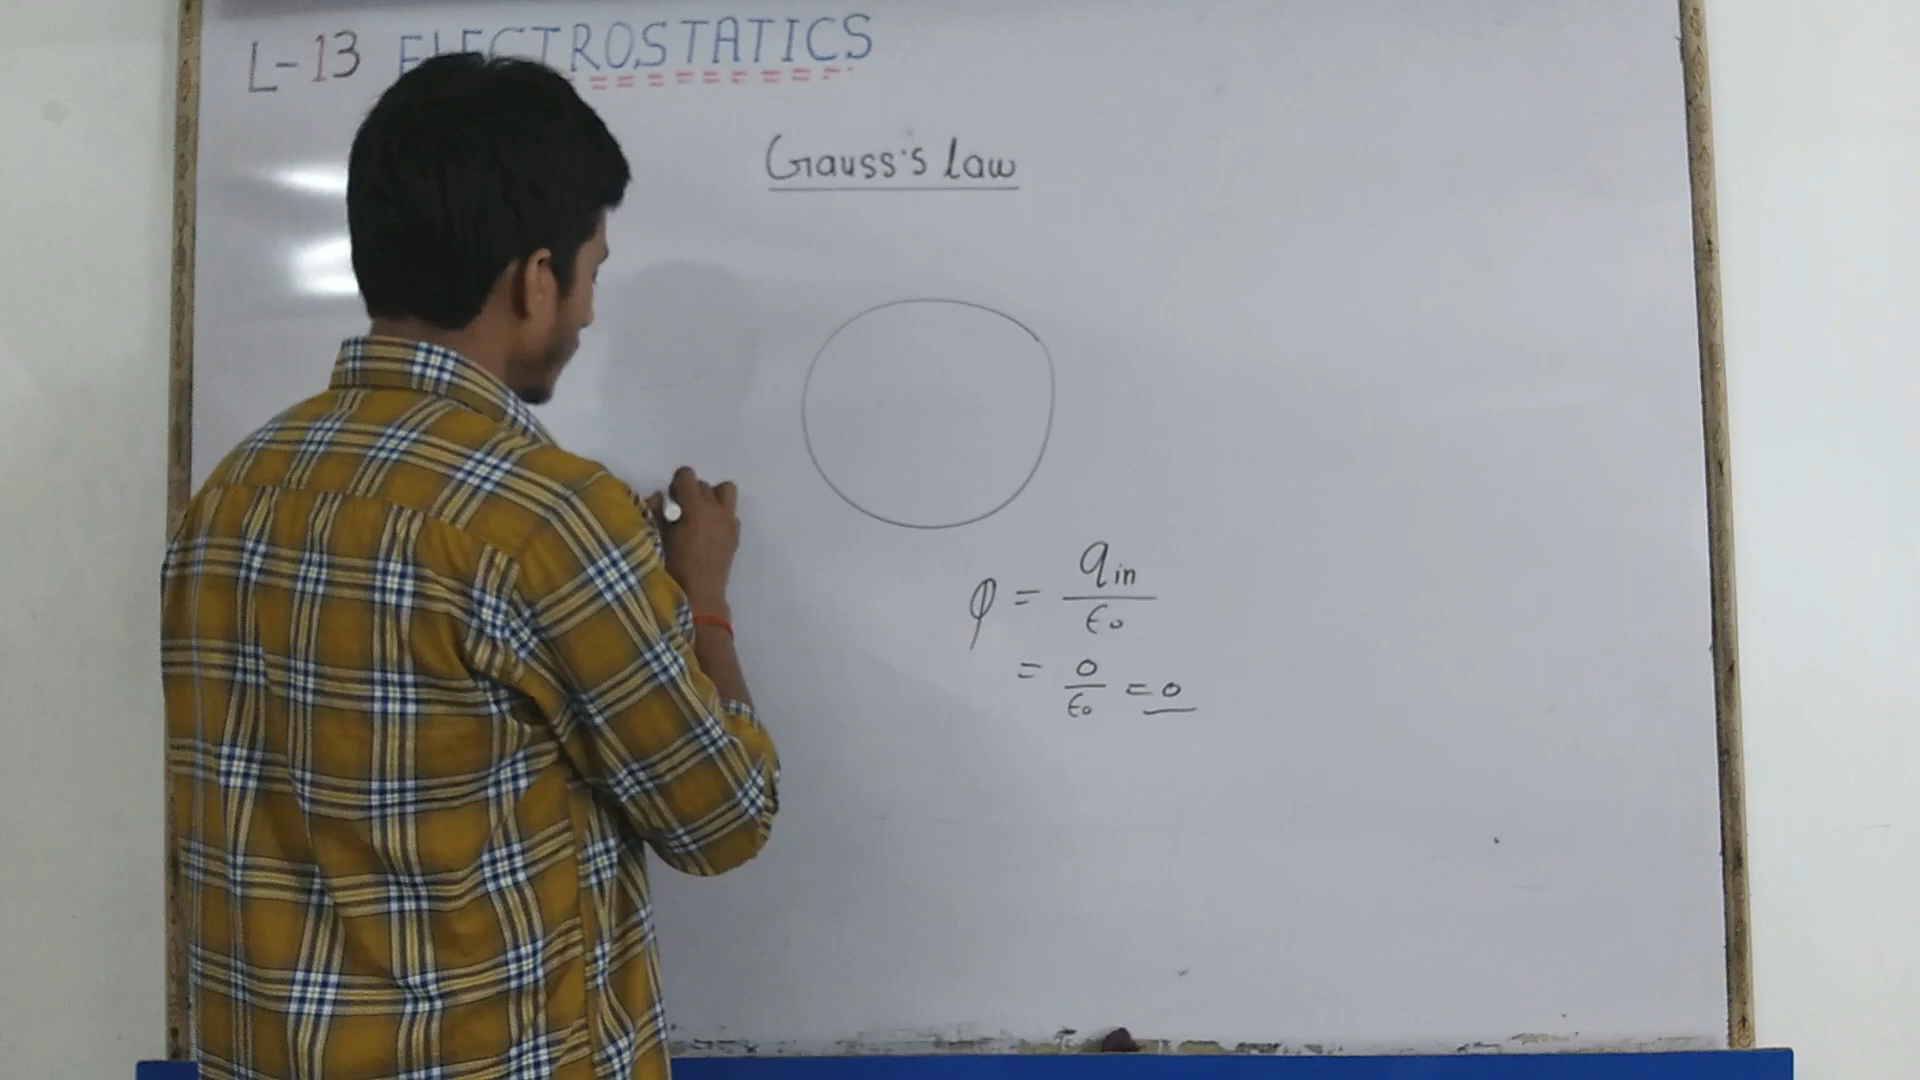 L-13 ELECTROSTATICS
Gauss's Law
φ = q_in / ε₀
= 0 / ε₀ = 0